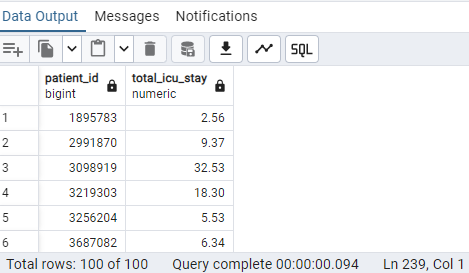 Data Output Messages Notifications
SQL
patient_id total_icu_stay
bigint numeric
1 1895783 2.56
2 2991870 9.37
3 3098919 32.53
4 3219303 18.30
5 3256204 5.53
6 3687082 6.34
Total rows: 100 of 100 Query complete 00:00:00.094 Ln 239, Col 1